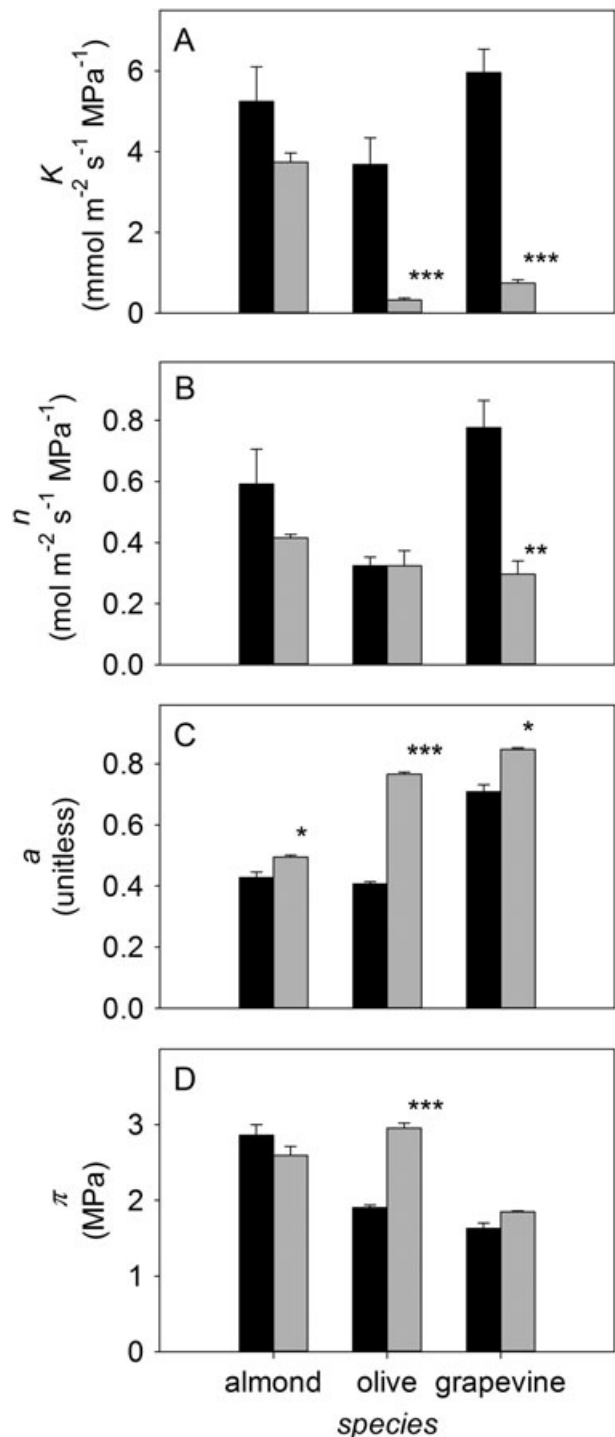 A
K
(mmol m⁻² s⁻¹ MPa⁻¹)
6
4
2
0
***
***
B
n
(mol m⁻² s⁻¹ MPa⁻¹)
0.8
0.6
0.4
0.2
0.0
**
C
a
(unitless)
0.8
0.6
0.4
0.2
0.0
*
***
*
D
π
(MPa)
3
2
1
0
***
almond olive grapevine
species